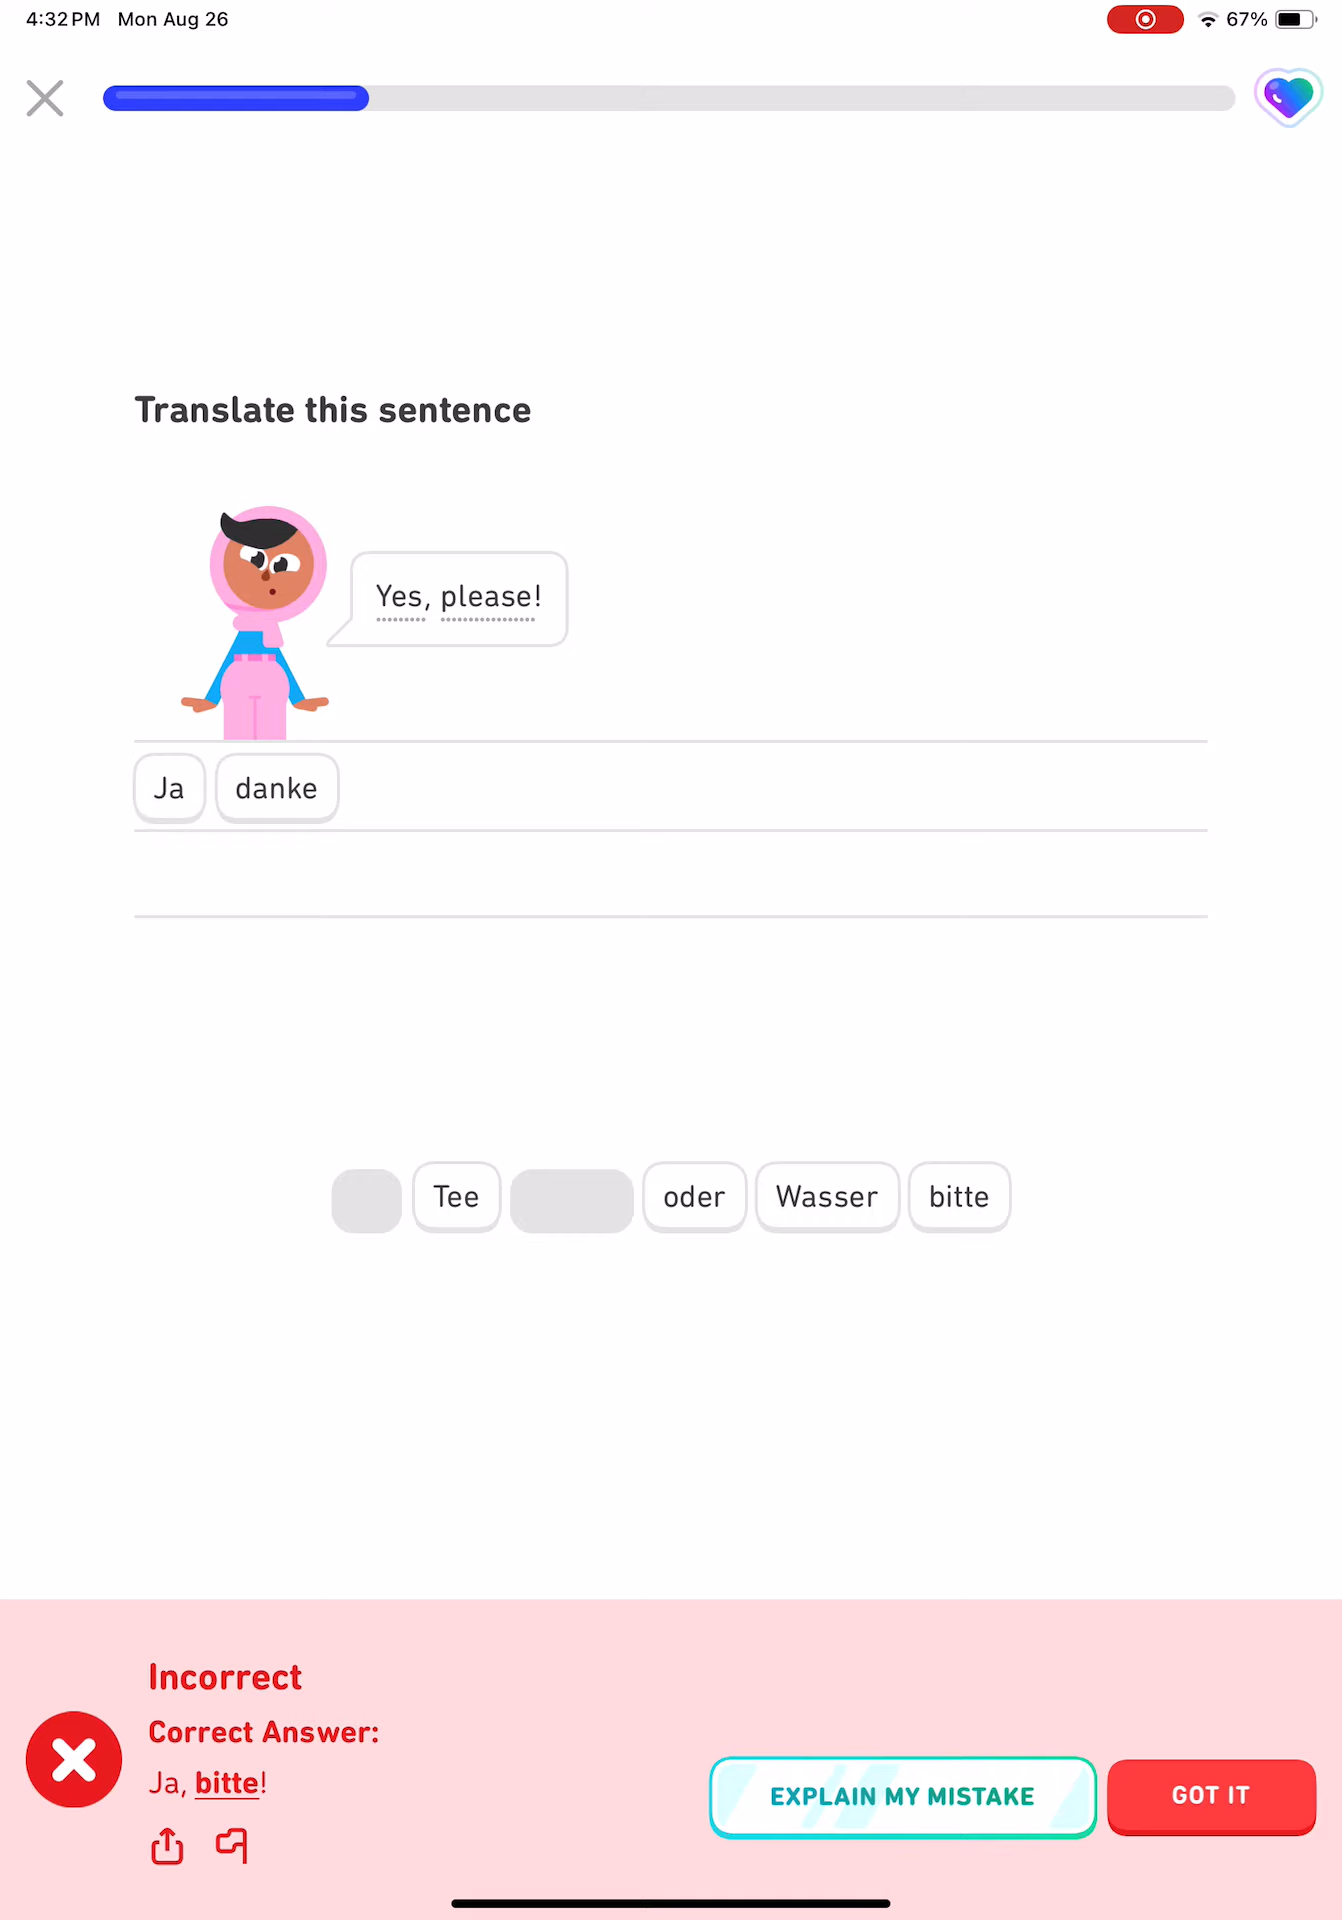 4:32 PM Mon Aug 26
67%
Translate this sentence
Yes, please!
Ja danke
Tee oder Wasser bitte
Incorrect
Correct Answer:
Ja, bitte!
EXPLAIN MY MISTAKE
GOT IT